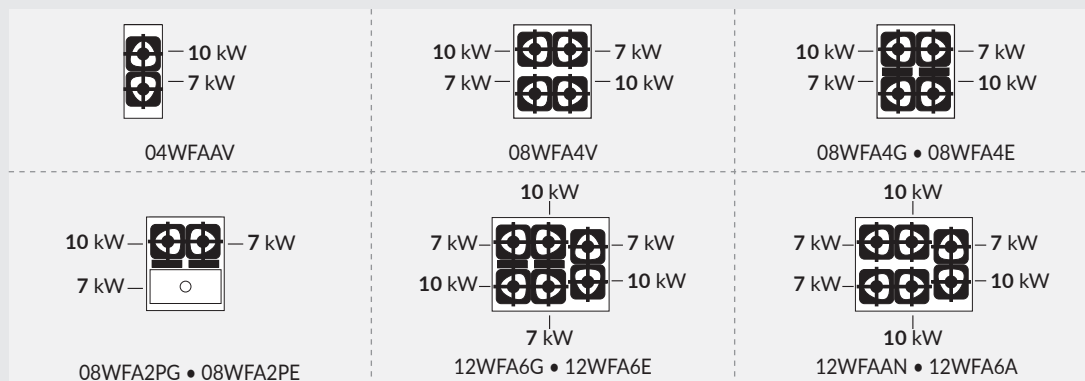 10 kW
7 kW
04WFAAV
10 kW
7 kW
7 kW
10 kW
08WFA4V
10 kW
7 kW
7 kW
10 kW
08WFA4G • 08WFA4E
10 kW
7 kW
7 kW
08WFA2PG • 08WFA2PE
10 kW
7 kW
7 kW
10 kW
10 kW
7 kW
12WFA6G • 12WFA6E
10 kW
7 kW
7 kW
7 kW
10 kW
10 kW
12WFAAN • 12WFA6A